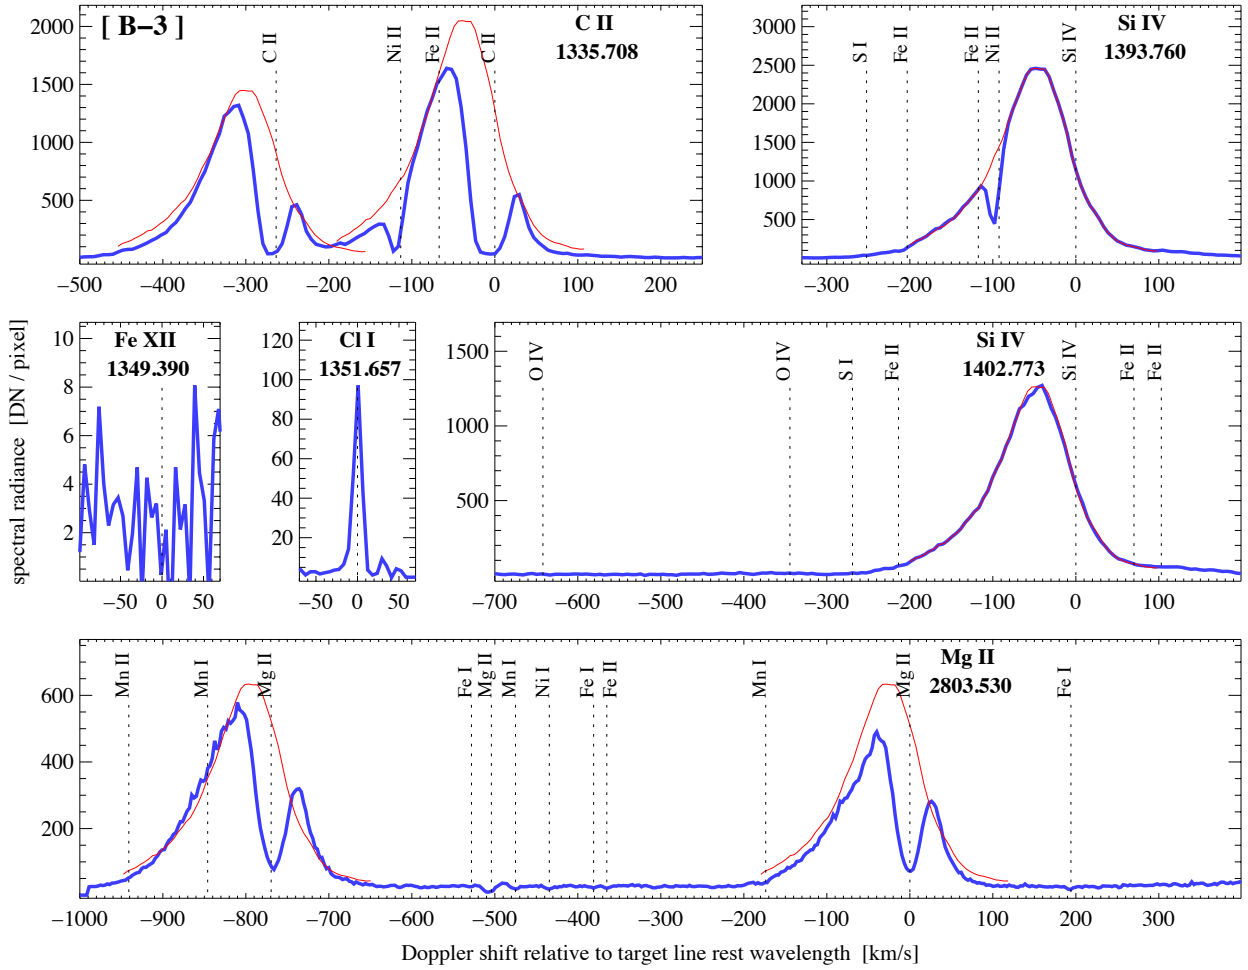 [ B−3 ]
C II
1335.708
C II
Ni II
Fe II
C II
2000
1500
1000
500
−500
−400
−300
−200
−100
0
100
200
Si IV
1393.760
S I
Fe II
Fe II
Ni II
Si IV
3000
2500
2000
1500
1000
500
−300
−200
−100
0
100
spectral radiance [DN / pixel]
Fe XII
1349.390
10
8
6
4
2
−50
0
50
Cl I
1351.657
120
100
80
60
40
20
−50
0
50
Si IV
1402.773
O IV
O IV
S I
Fe II
Si IV
Fe II
Fe II
1500
1000
500
−700
−600
−500
−400
−300
−200
−100
0
100
Mg II
2803.530
Mn II
Mn I
Mg II
Fe I
Mg II
Mn I
Ni I
Fe I
Fe II
Mn I
Mg II
Fe I
600
400
200
−1000
−900
−800
−700
−600
−500
−400
−300
−200
−100
0
100
200
300
Doppler shift relative to target line rest wavelength [km/s]